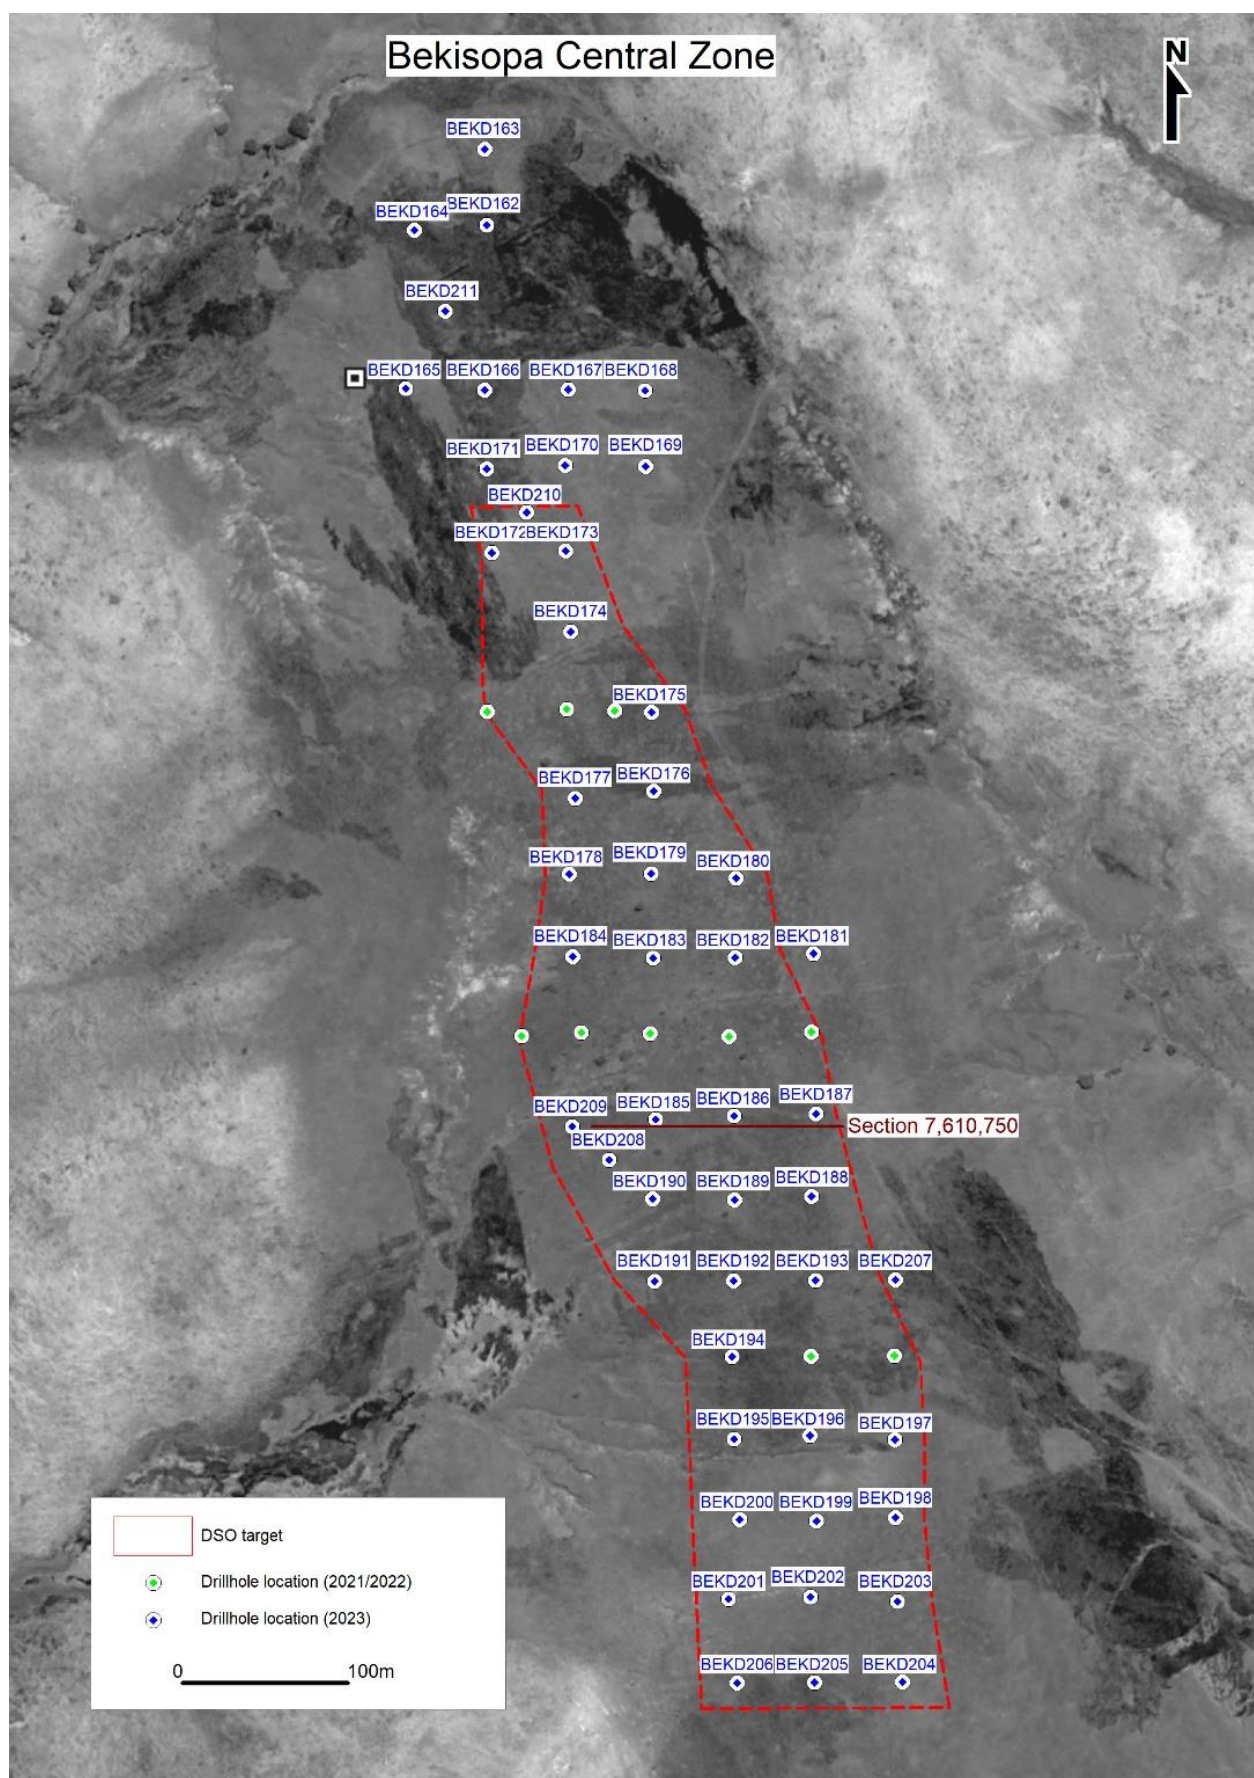 Bekisopa Central Zone
N
BEKD163
BEKD162
BEKD164
BEKD211
BEKD165
BEKD166
BEKD167
BEKD168
BEKD171
BEKD170
BEKD169
BEKD210
BEKD172
BEKD173
BEKD174
BEKD175
BEKD177
BEKD176
BEKD178
BEKD179
BEKD180
BEKD184
BEKD183
BEKD182
BEKD181
BEKD209
BEKD185
BEKD186
BEKD187
Section 7,610,750
BEKD208
BEKD190
BEKD189
BEKD188
BEKD191
BEKD192
BEKD193
BEKD207
BEKD194
BEKD195
BEKD196
BEKD197
BEKD200
BEKD199
BEKD198
BEKD201
BEKD202
BEKD203
BEKD206
BEKD205
BEKD204
DSO target
Drillhole location (2021/2022)
Drillhole location (2023)
0 100m